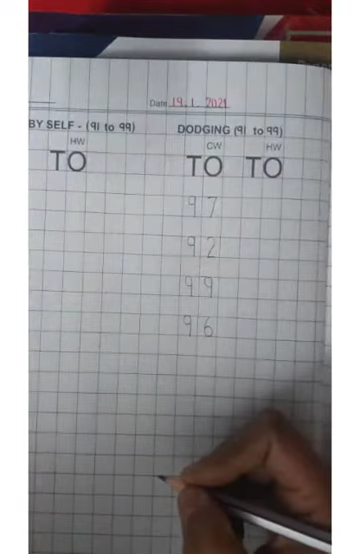 Date 19.1.2021
BY SELF - (91 to 99) DODGING (91 to 99)
HW CW HW
TO TO TO
97
92
99
96